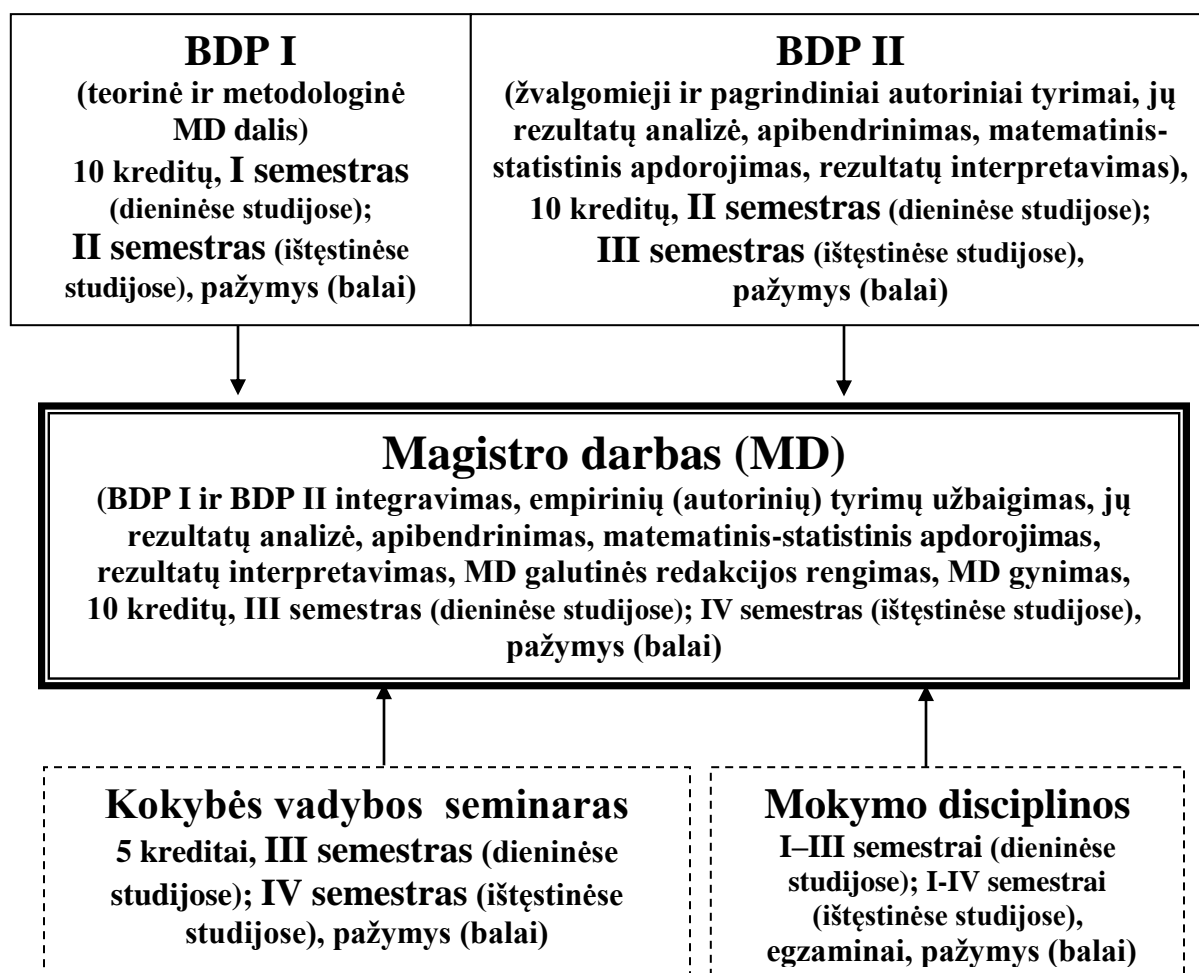 BDP I
(teorinė ir metodologinė
MD dalis)
10 kreditų, I semestras
(dieninėse studijose);
II semestras (ištęstinėse
studijose), pažymys (balai)
BDP II
(žvalgomieji ir pagrindiniai autoriniai tyrimai, jų
rezultatų analizė, apibendrinimas, matematinis-
statistinis apdorojimas, rezultatų interpretavimas),
10 kreditų, II semestras (dieninėse studijose);
III semestras (ištęstinėse studijose),
pažymys (balai)
Magistro darbas (MD)
(BDP I ir BDP II integravimas, empirinių (autorinių) tyrimų užbaigimas, jų
rezultatų analizė, apibendrinimas, matematinis-statistinis apdorojimas,
rezultatų interpretavimas, MD galutinės redakcijos rengimas, MD gynimas,
10 kreditų, III semestras (dieninėse studijose); IV semestras (ištęstinėse studijose),
pažymys (balai)
Kokybės vadybos seminaras
5 kreditai, III semestras (dieninėse
studijose); IV semestras (ištęstinėse
studijose), pažymys (balai)
Mokymo disciplinos
I–III semestrai (dieninėse
studijose); I-IV semestrai
(ištęstinėse studijose),
egzaminai, pažymys (balai)